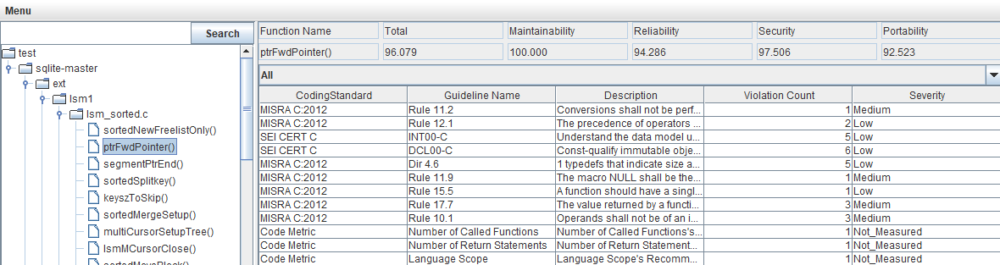 Menu
Search
test
sqlite-master
ext
lsm1
lsm_sorted.c
sortedNewFreelistOnly()
ptrFwdPointer()
segmentPtrEnd()
sortedSplitkey()
keyszToSkip()
sortedMergeSetup()
multiCursorSetupTree()
lsmMCursorClose()
Function Name Total Maintainability Reliability Security Portability
ptrFwdPointer() 96.079 100.000 94.286 97.506 92.523
All
CodingStandard Guideline Name Description Violation Count Severity
MISRA C:2012 Rule 11.2 Conversions shall not be perf... 1 Medium
MISRA C:2012 Rule 12.1 The precedence of operators ... 2 Low
SEI CERT C INT00-C Understand the data model u... 5 Low
SEI CERT C DCL00-C Const-qualify immutable obje... 6 Low
MISRA C:2012 Dir 4.6 1 typedefs that indicate size a... 5 Low
MISRA C:2012 Rule 11.9 The macro NULL shall be the... 1 Medium
MISRA C:2012 Rule 15.5 A function should have a singl... 1 Low
MISRA C:2012 Rule 17.7 The value returned by a functi... 3 Medium
MISRA C:2012 Rule 10.1 Operands shall not be of an i... 3 Medium
Code Metric Number of Called Functions Number of Called Functions's... 1 Not_Measured
Code Metric Number of Return Statements Number of Return Statement... 1 Not_Measured
Code Metric Language Scope Language Scope's Recomm... 1 Not_Measured